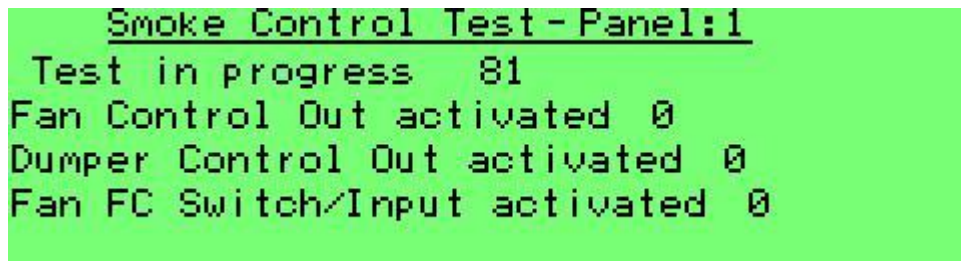 Smoke Control Test-Panel:1
Test in progress 81
Fan Control Out activated 0
Dumper Control Out activated 0
Fan FC Switch/Input activated 0